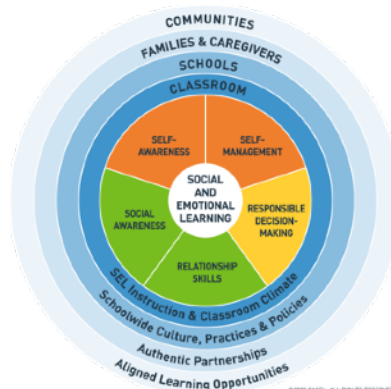 COMMUNITIES
FAMILIES & CAREGIVERS
SCHOOLS
CLASSROOM
SELF-
AWARENESS
SELF-
MANAGEMENT
SOCIAL
AND
EMOTIONAL
LEARNING
SOCIAL
AWARENESS
RESPONSIBLE
DECISION-
MAKING
RELATIONSHIP
SKILLS
SEL Instruction & Classroom Climate
Schoolwide Culture, Practices & Policies
Authentic Partnerships
Aligned Learning Opportunities